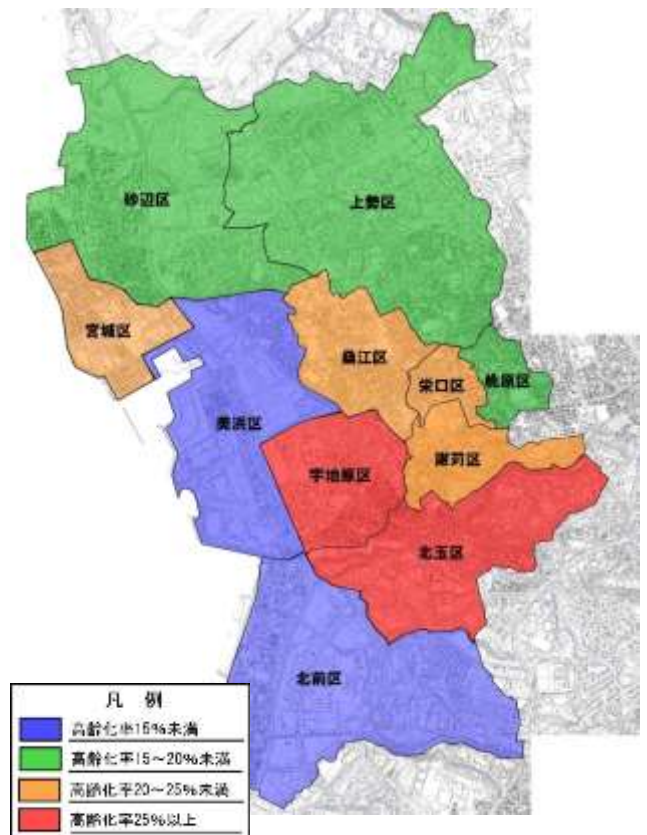 砂辺区
上勢区
宮城区
桑江区
栄口区
桃原区
美浜区
謝苅区
宇地原区
北玉区
北前区
凡 例
高齢化率15%未満
高齢化率15～20%未満
高齢化率20～25%未満
高齢化率25%以上